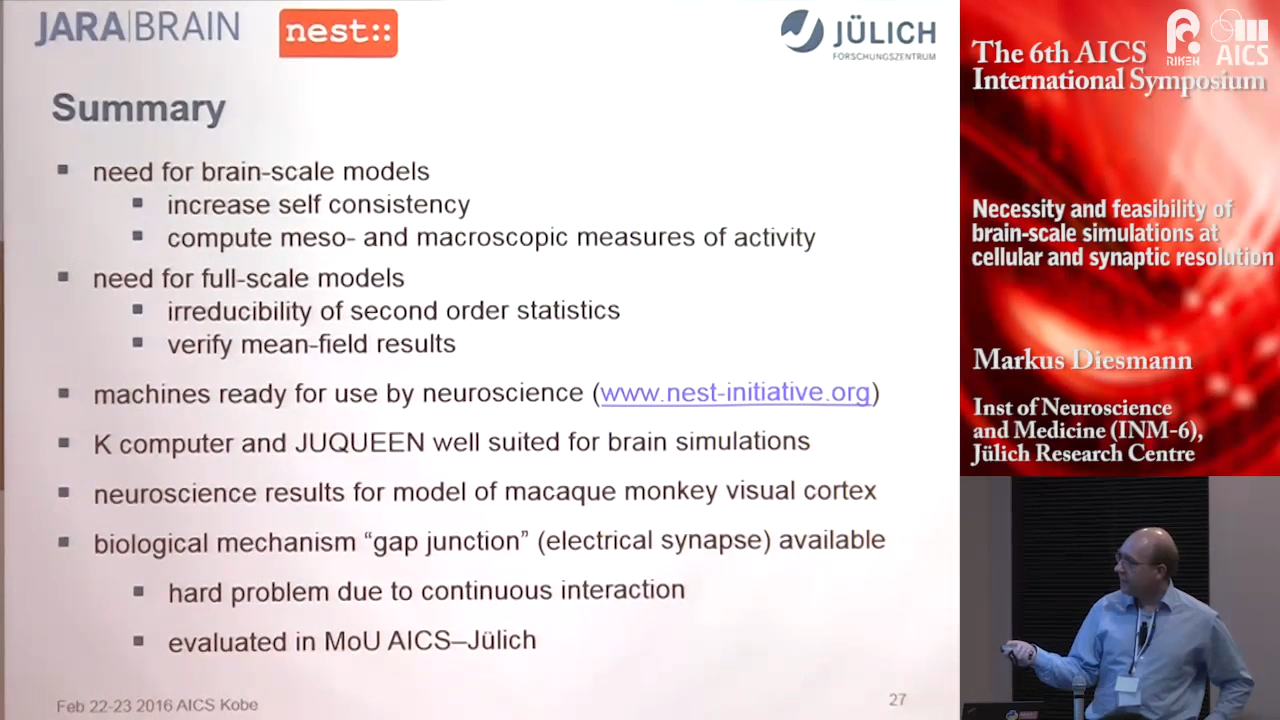 JARA|BRAIN
nest::
JÜLICH
FORSCHUNGSZENTRUM
Summary
need for brain-scale models
increase self consistency
compute meso- and macroscopic measures of activity
need for full-scale models
irreducibility of second order statistics
verify mean-field results
machines ready for use by neuroscience (www.nest-initiative.org)
K computer and JUQUEEN well suited for brain simulations
neuroscience results for model of macaque monkey visual cortex
biological mechanism “gap junction” (electrical synapse) available
hard problem due to continuous interaction
evaluated in MoU AICS–Jülich
Feb 22-23 2016 AICS Kobe
27
RIKEN
AICS
The 6th AICS
International Symposium
Necessity and feasibility of
brain-scale simulations at
cellular and synaptic resolution
Markus Diesmann
Inst of Neuroscience
and Medicine (INM-6),
Jülich Research Centre